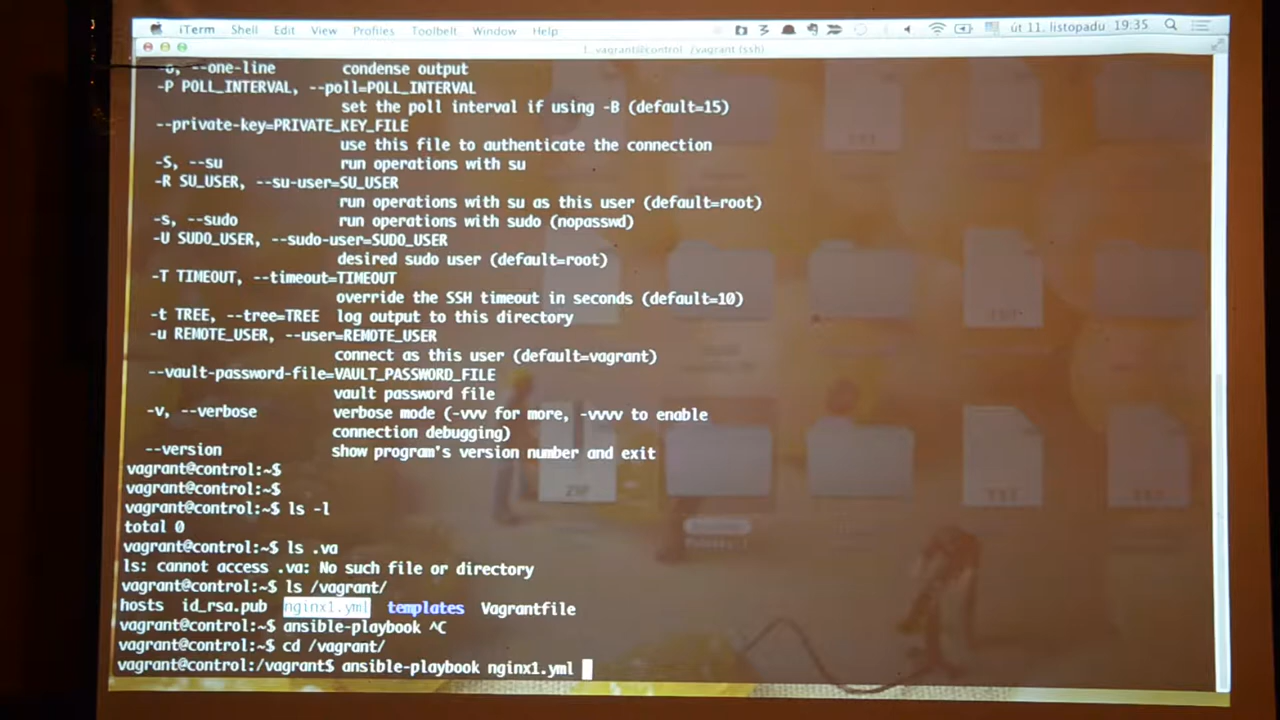 iTerm Shell Edit View Profiles Toolbelt Window Help út 11. listopadu 19:35
1. vagrant@control: /vagrant (ssh)
-o, --one-line condense output
-P POLL_INTERVAL, --poll=POLL_INTERVAL
set the poll interval if using -B (default=15)
--private-key=PRIVATE_KEY_FILE
use this file to authenticate the connection
-S, --su run operations with su
-R SU_USER, --su-user=SU_USER
run operations with su as this user (default=root)
-s, --sudo run operations with sudo (nopasswd)
-U SUDO_USER, --sudo-user=SUDO_USER
desired sudo user (default=root)
-T TIMEOUT, --timeout=TIMEOUT
override the SSH timeout in seconds (default=10)
-t TREE, --tree=TREE log output to this directory
-u REMOTE_USER, --user=REMOTE_USER
connect as this user (default=vagrant)
--vault-password-file=VAULT_PASSWORD_FILE
vault password file
-v, --verbose verbose mode (-vvv for more, -vvvv to enable
connection debugging)
--version show program's version number and exit
vagrant@control:~$
vagrant@control:~$
vagrant@control:~$ ls -l
total 0
vagrant@control:~$ ls .va
ls: cannot access .va: No such file or directory
vagrant@control:~$ ls /vagrant/
hosts id_rsa.pub nginx1.yml templates Vagrantfile
vagrant@control:~$ ansible-playbook ^C
vagrant@control:~$ cd /vagrant/
vagrant@control:/vagrant$ ansible-playbook nginx1.yml
ZIP